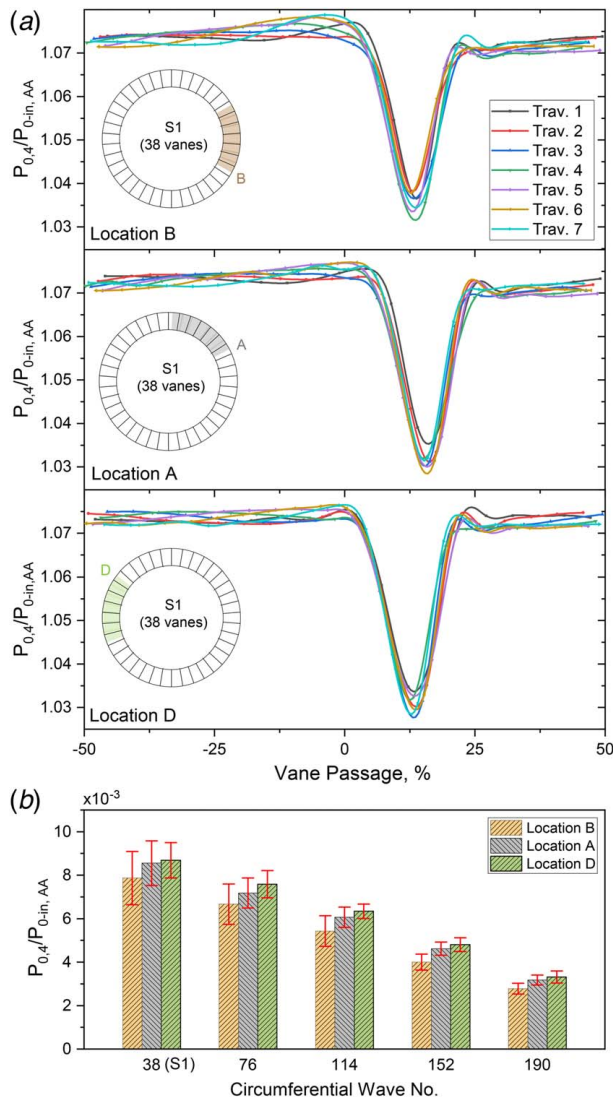 (a)
1.07
1.06
1.05
1.04
1.03
P0,4/P0-in, AA
S1
(38 vanes)
B
Location B
Trav. 1
Trav. 2
Trav. 3
Trav. 4
Trav. 5
Trav. 6
Trav. 7
1.07
1.06
1.05
1.04
1.03
P0,4/P0-in, AA
S1
(38 vanes)
A
Location A
1.07
1.06
1.05
1.04
1.03
P0,4/P0-in,AA
D
S1
(38 vanes)
Location D
-50 -25 0 25 50
Vane Passage, %
(b)
x10-3
10
8
6
4
2
0
P0,4/P0-in, AA
Location B
Location A
Location D
38 (S1) 76 114 152 190
Circumferential Wave No.